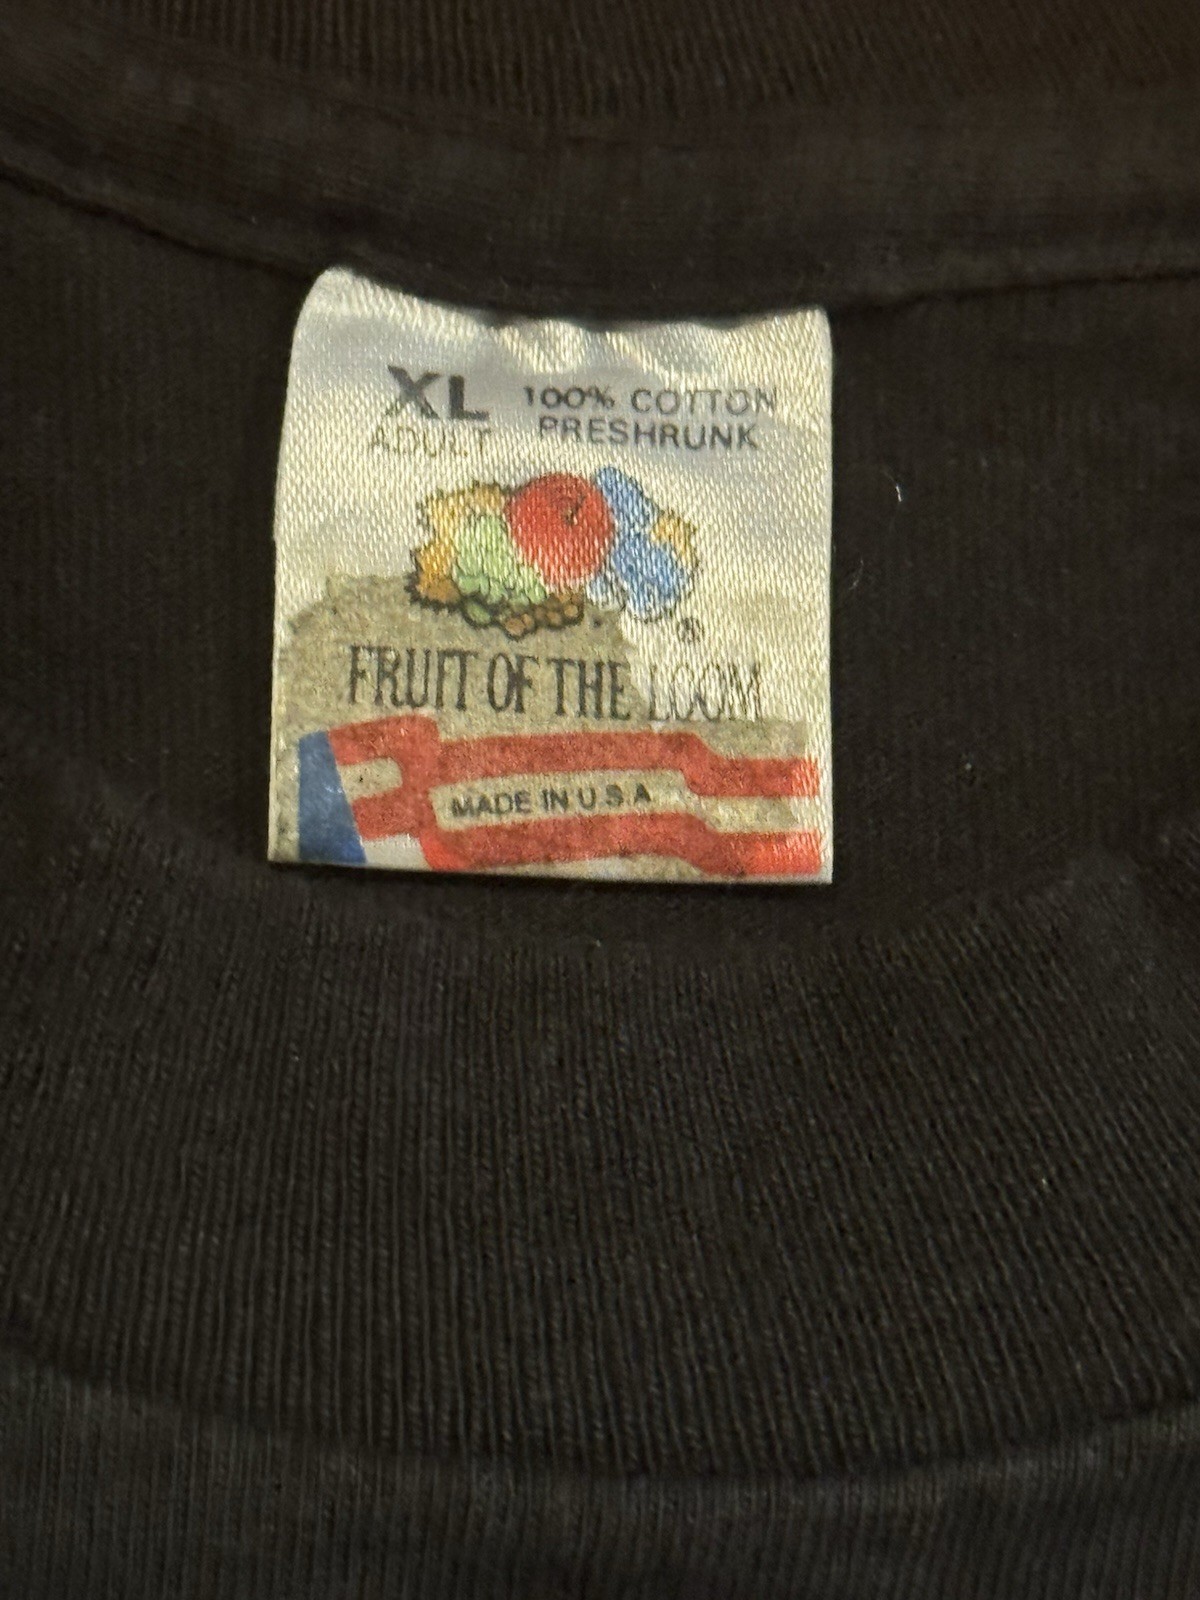 XL 100% COTTON
ADULT PRESHRUNK
®
FRUIT OF THE LOOM
MADE IN U.S.A